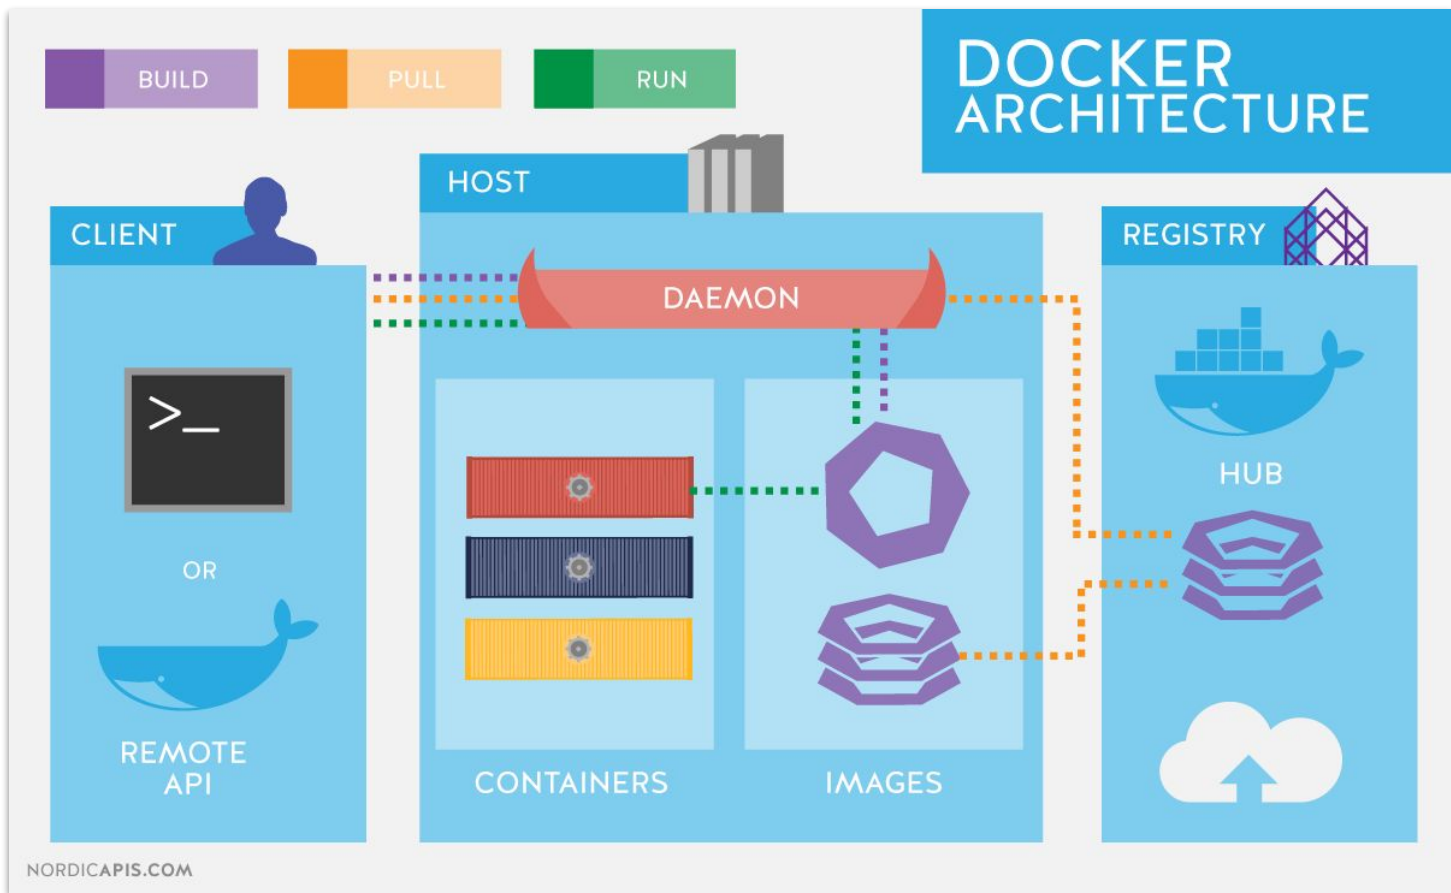 BUILD
PULL
RUN
DOCKER
ARCHITECTURE
HOST
CLIENT
REGISTRY
DAEMON
>_
HUB
OR
REMOTE
API
CONTAINERS
IMAGES
NORDICAPIS.COM